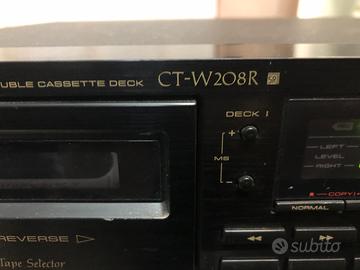 UBLE CASSETTE DECK CT-W208R
DECK I
+
MS
-
LEFT
LEVEL
RIGHT
COPY
NORMAL
REVERSE
Tape Selector
subito